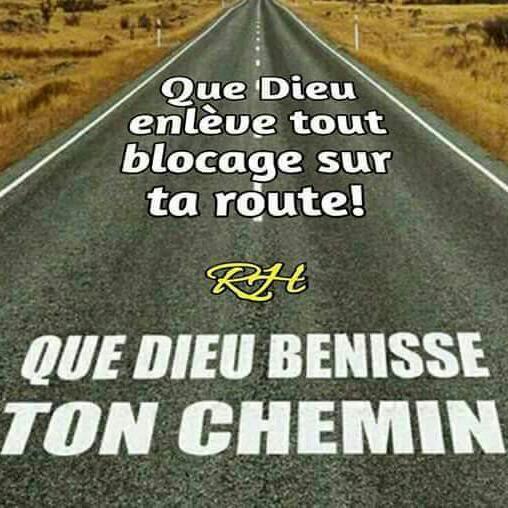 Que Dieu
enlève tout
blocage sur
ta route!
RH
QUE DIEU BENISSE
TON CHEMIN